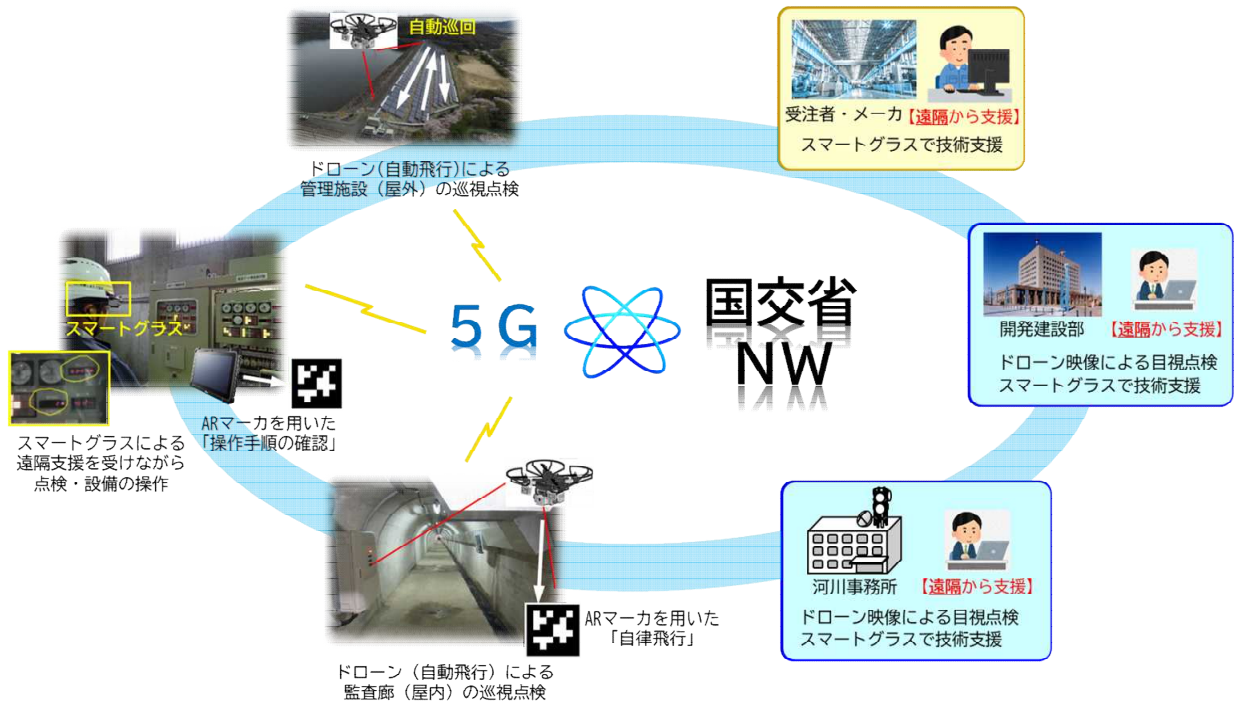 自動巡回
ドローン(自動飛行)による
管理施設（屋外）の巡視点検
受注者・メーカ【遠隔から支援】
スマートグラスで技術支援
スマートグラス
5G
国交省
NW
開発建設部 【遠隔から支援】
ドローン映像による目視点検
スマートグラスで技術支援
ARマーカを用いた
「操作手順の確認」
スマートグラスによる
遠隔支援を受けながら
点検・設備の操作
河川事務所 【遠隔から支援】
ドローン映像による目視点検
スマートグラスで技術支援
ARマーカを用いた
「自律飛行」
ドローン（自動飛行）による
監査廊（屋内）の巡視点検